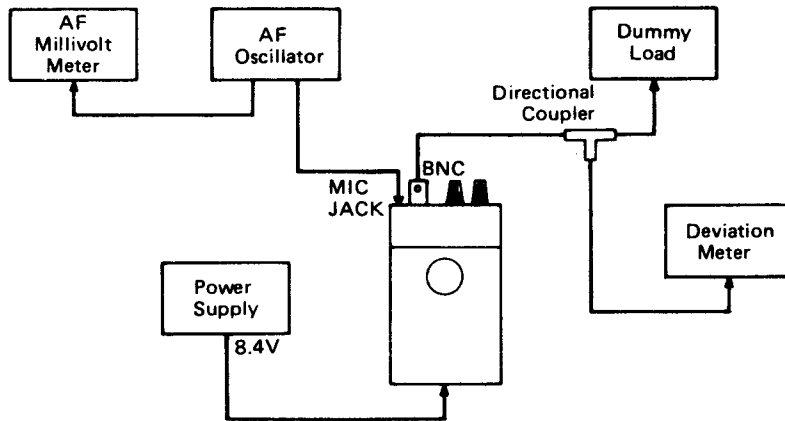 AF
Millivolt
Meter
AF
Oscillator
Dummy
Load
Directional
Coupler
BNC
MIC
JACK
Deviation
Meter
Power
Supply
8.4V